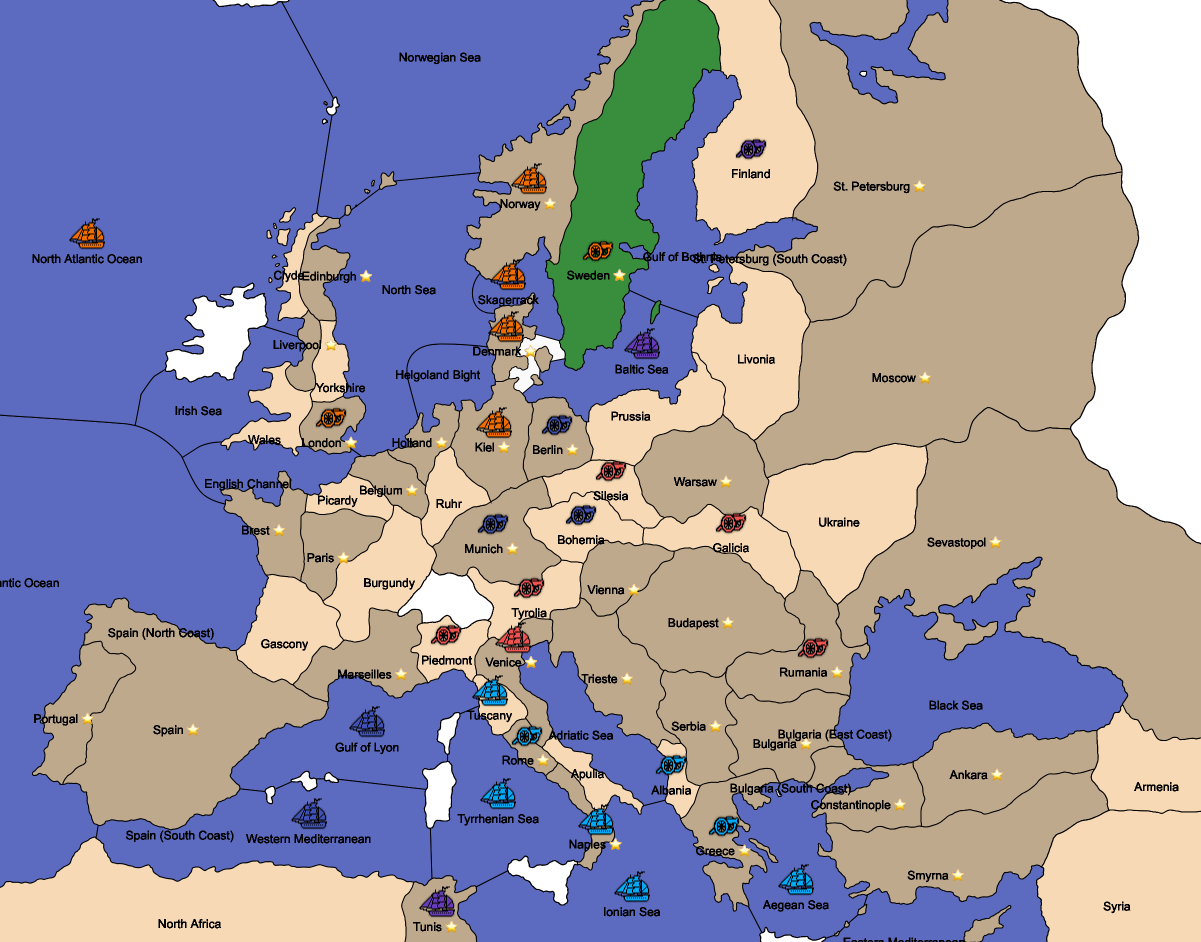 Norwegian Sea
Finland
St. Petersburg
Norway
North Atlantic Ocean
Gulf of Bothnia
St. Petersburg (South Coast)
Clyde
Edinburgh
Sweden
North Sea
Skagerrack
Liverpool
Denmark
Livonia
Baltic Sea
Helgoland Bight
Moscow
Yorkshire
Irish Sea
Prussia
Wales
London
Holland
Kiel
Berlin
English Channel
Warsaw
Belgium
Picardy
Ruhr
Silesia
Ukraine
Brest
Bohemia
Sevastopol
Munich
Galicia
Paris
ntic Ocean
Burgundy
Vienna
Tyrolia
Budapest
Spain (North Coast)
Gascony
Piedmont
Venice
Marseilles
Trieste
Rumania
Black Sea
Tuscany
Portugal
Spain
Serbia
Bulgaria (East Coast)
Adriatic Sea
Bulgaria
Gulf of Lyon
Rome
Apulia
Ankara
Albania
Bulgaria (South Coast)
Armenia
Constantinople
Tyrrhenian Sea
Spain (South Coast)
Western Mediterranean
Naples
Greece
Smyrna
Aegean Sea
Syria
Ionian Sea
North Africa
Tunis
Eastern Mediterranean